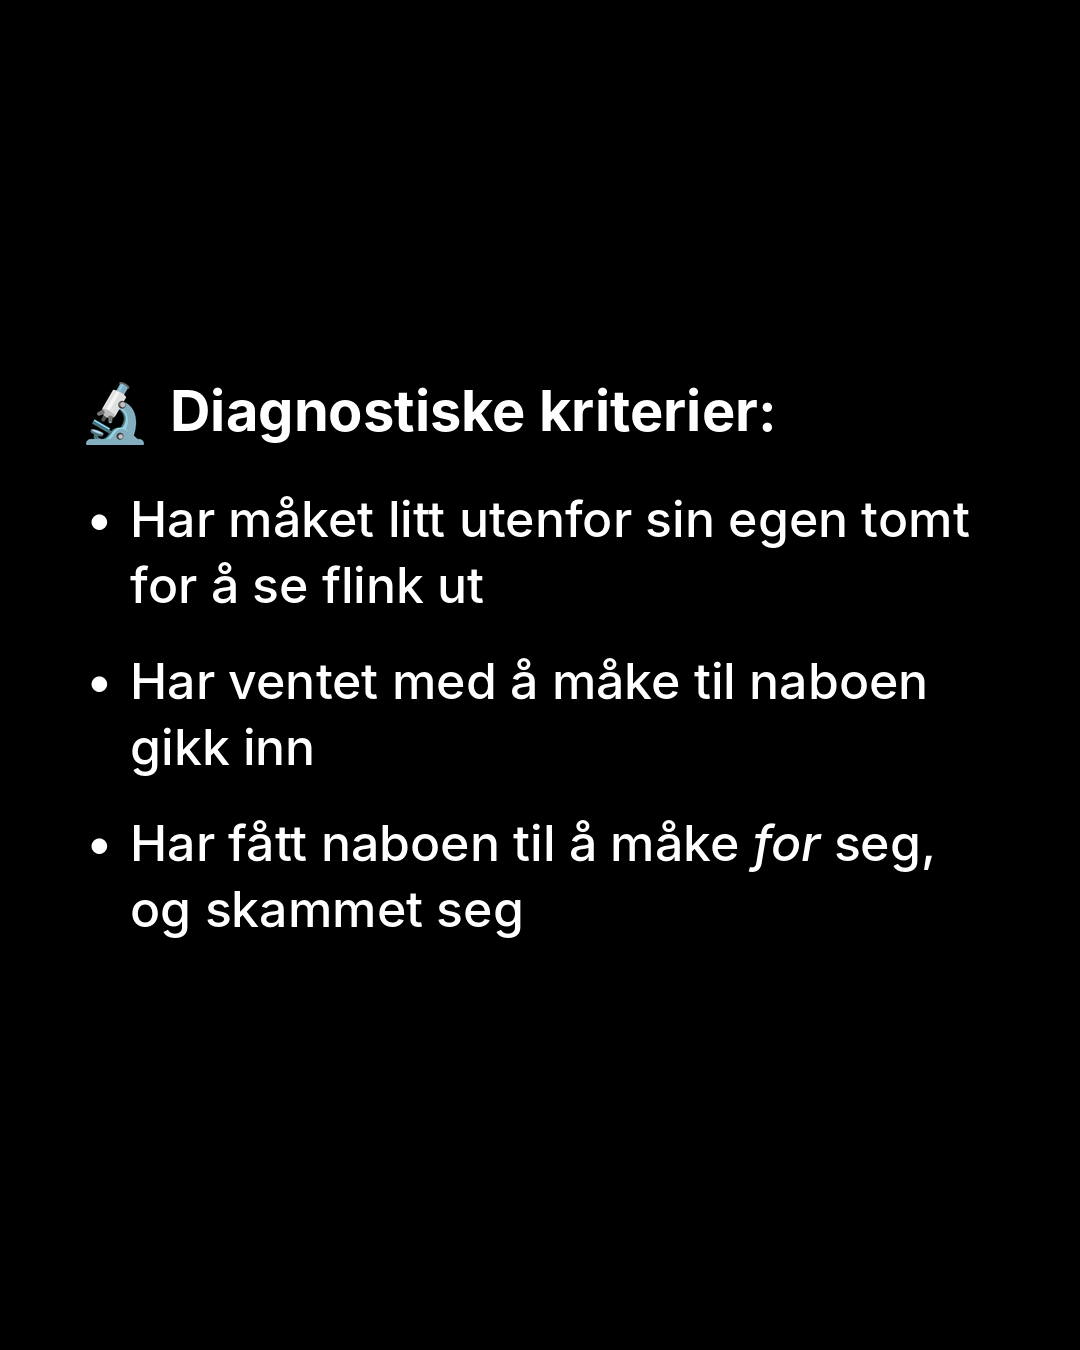 🔬 Diagnostiske kriterier:
• Har måket litt utenfor sin egen tomt
for å se flink ut
• Har ventet med å måke til naboen
gikk inn
• Har fått naboen til å måke for seg,
og skammet seg